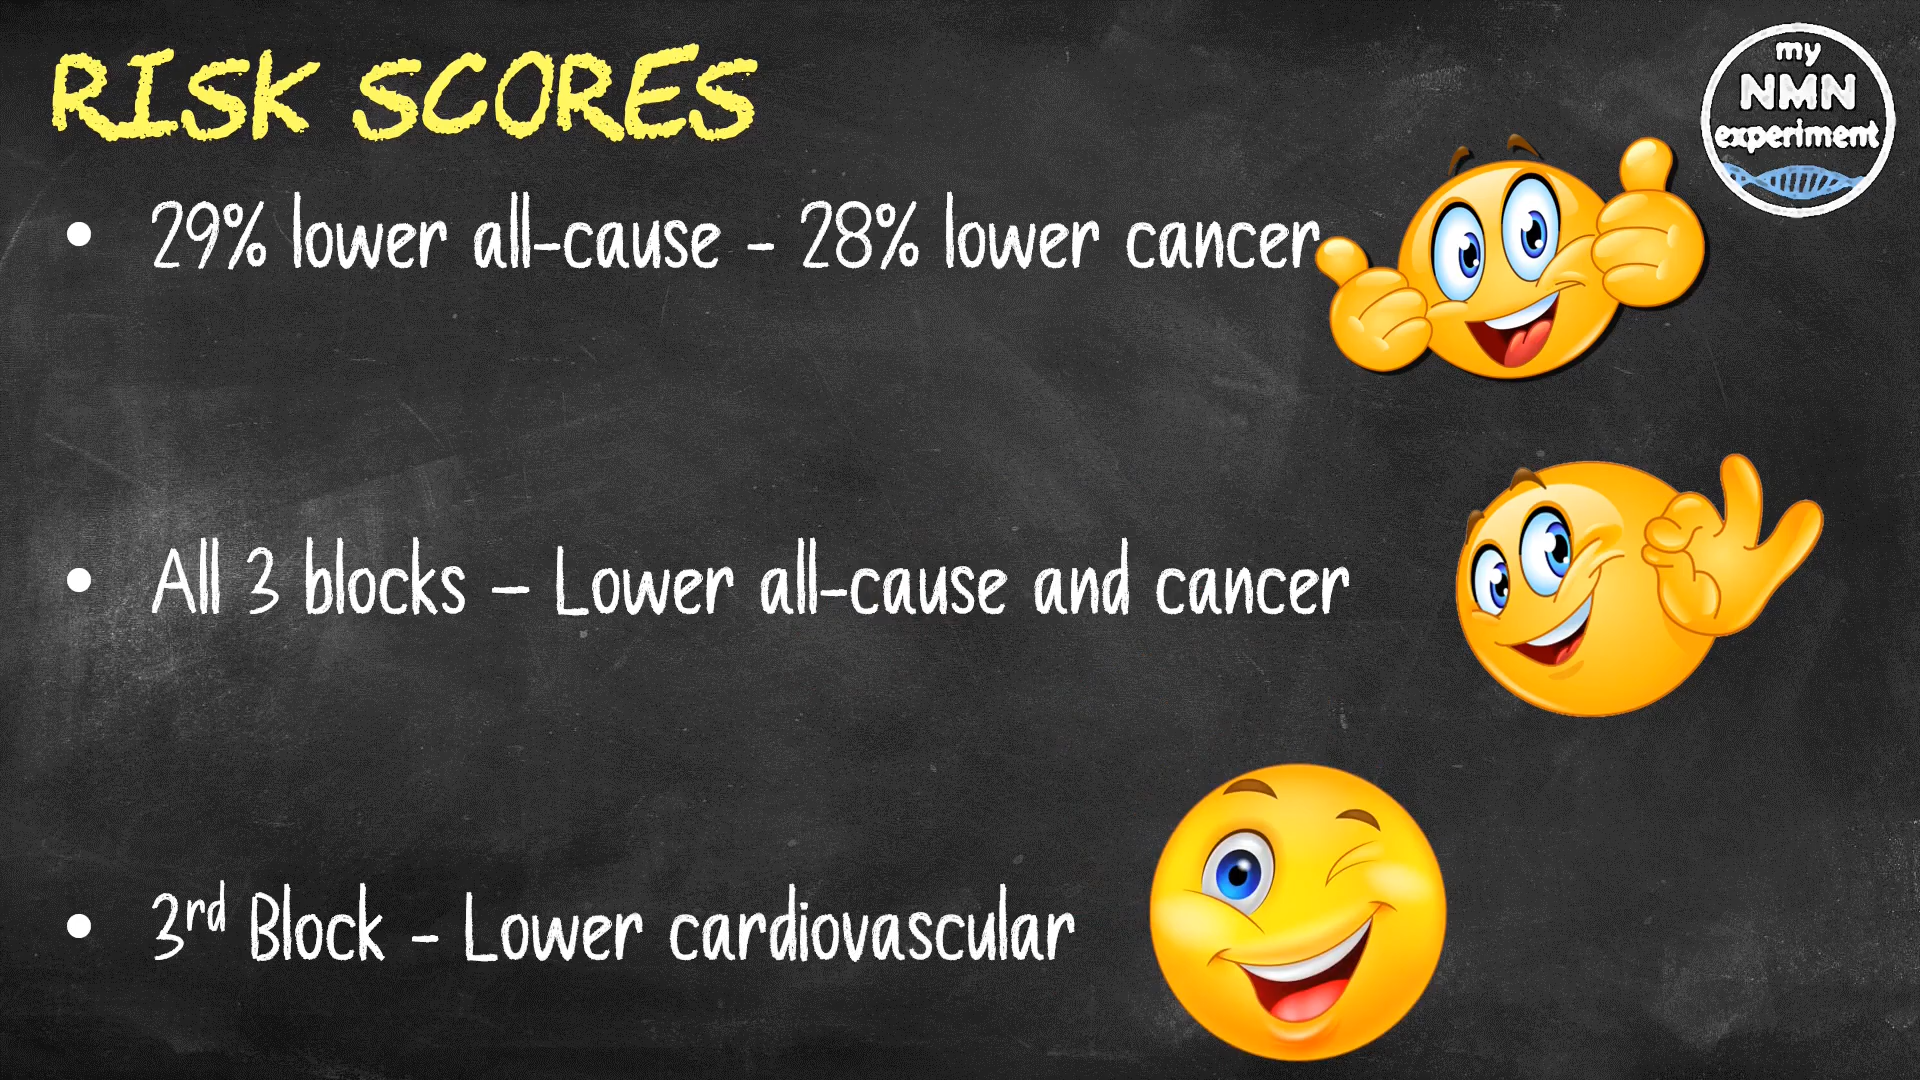 RISK SCORES
my
NMN
experiment
• 29% lower all-cause - 28% lower cancer
• All 3 blocks – Lower all-cause and cancer
• 3rd Block - Lower cardiovascular